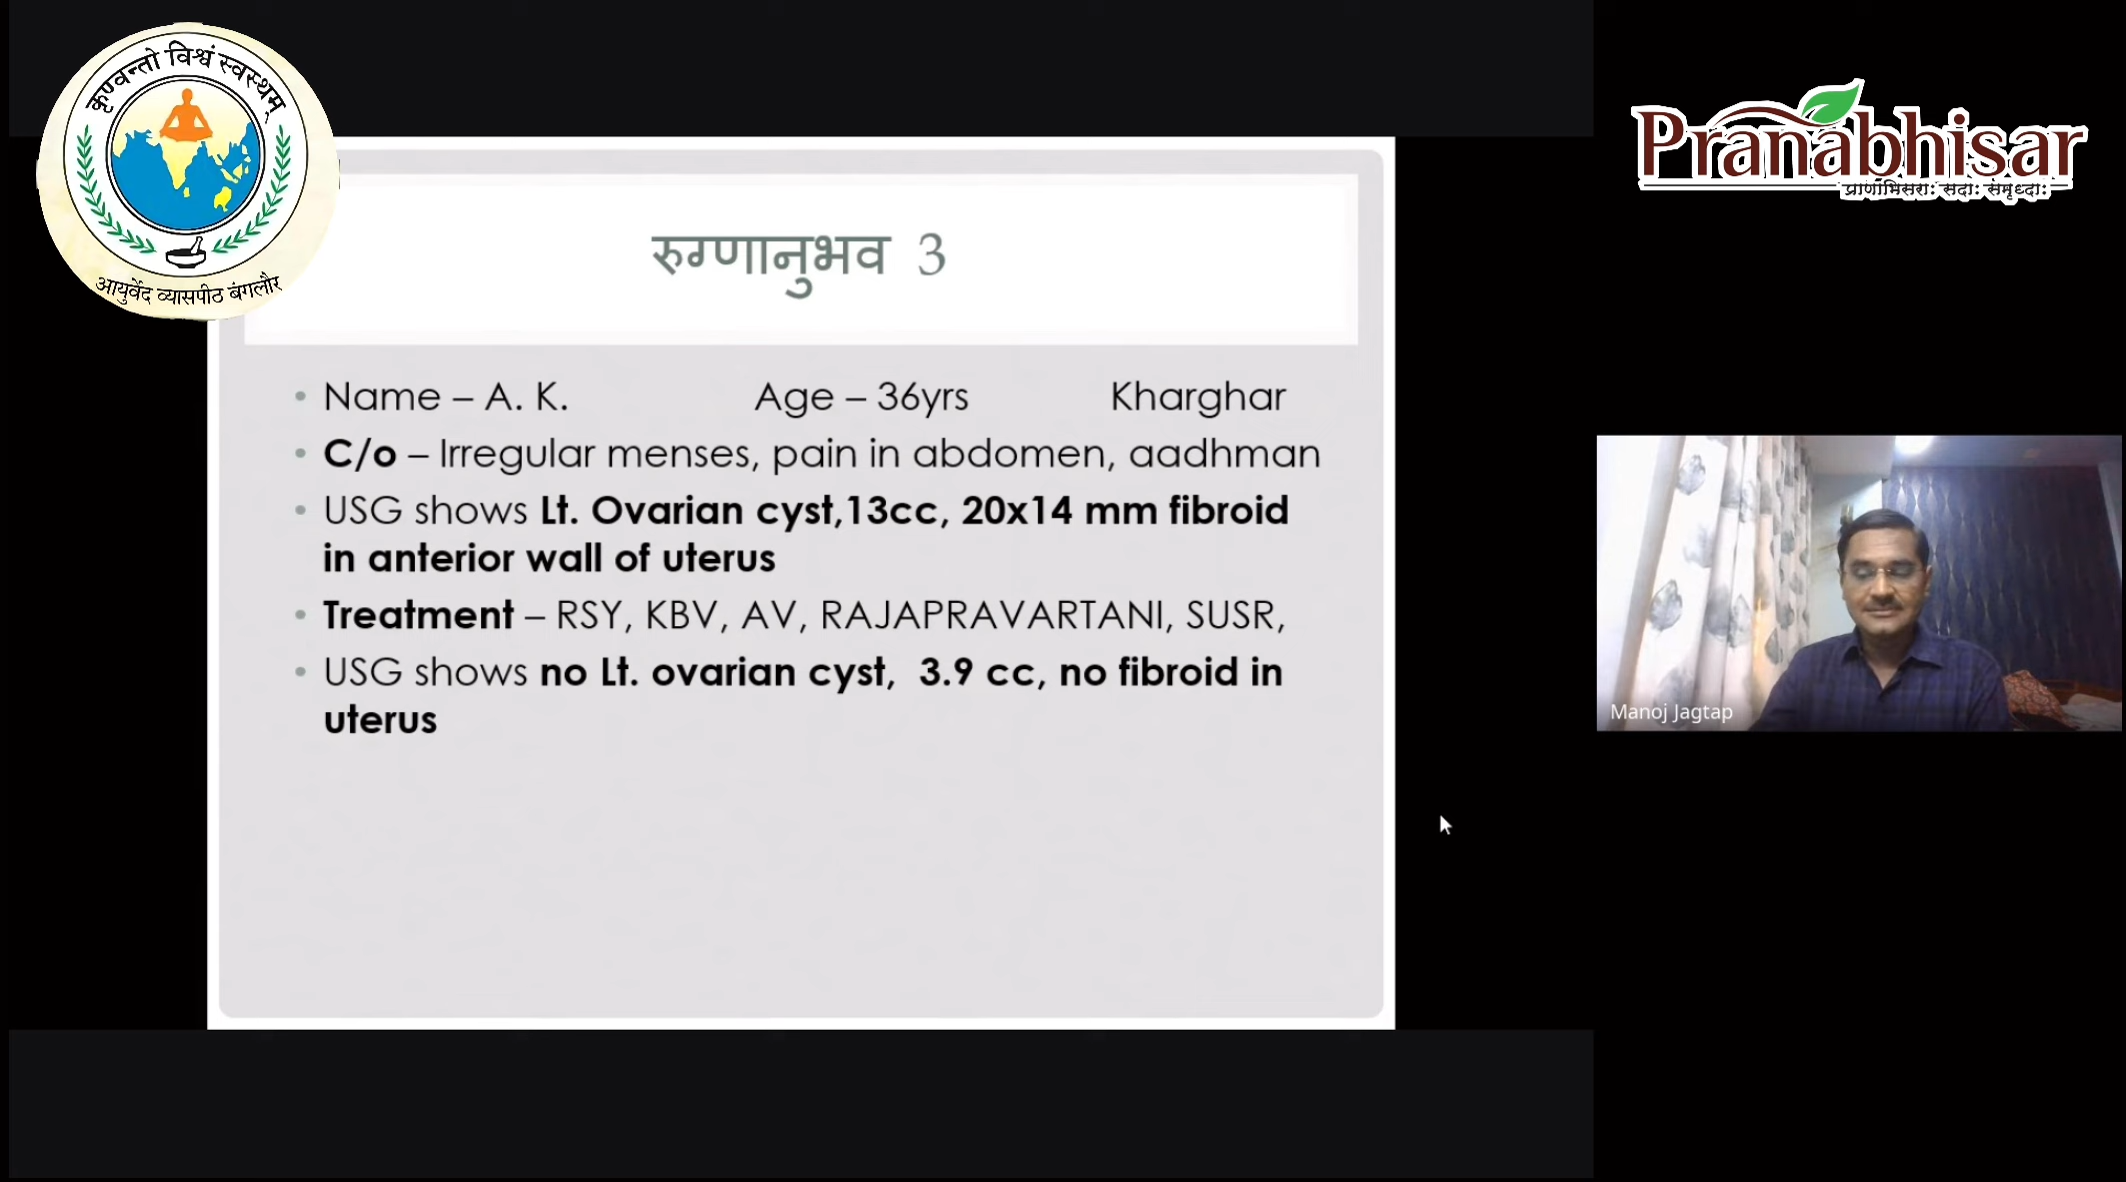 कृण्वन्तो विश्वं स्वस्थम्
आयुर्वेद व्यासपीठ बंगलौर
Pranabhisar
प्राणाभिसराः सदाः संमृध्दाः
रुग्णानुभव 3
• Name – A. K. Age – 36yrs Kharghar
• C/o – Irregular menses, pain in abdomen, aadhman
• USG shows Lt. Ovarian cyst,13cc, 20x14 mm fibroid
in anterior wall of uterus
• Treatment – RSY, KBV, AV, RAJAPRAVARTANI, SUSR,
• USG shows no Lt. ovarian cyst, 3.9 cc, no fibroid in
uterus
Manoj Jagtap